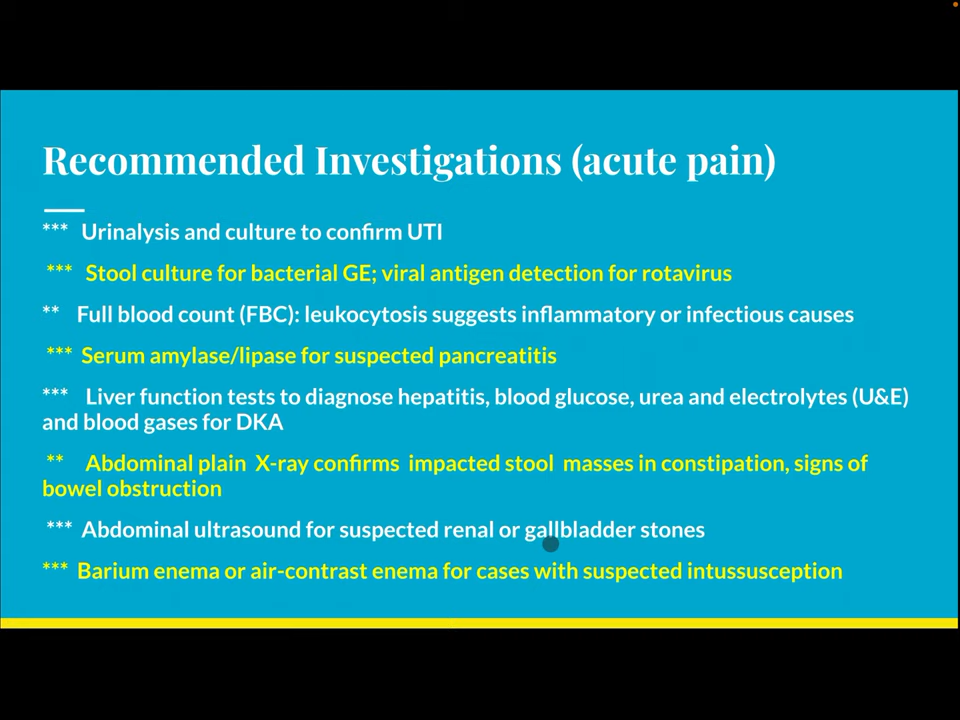 Recommended Investigations (acute pain)
*** Urinalysis and culture to confirm UTI
*** Stool culture for bacterial GE; viral antigen detection for rotavirus
** Full blood count (FBC): leukocytosis suggests inflammatory or infectious causes
*** Serum amylase/lipase for suspected pancreatitis
*** Liver function tests to diagnose hepatitis, blood glucose, urea and electrolytes (U&E)
and blood gases for DKA
** Abdominal plain X-ray confirms impacted stool masses in constipation, signs of
bowel obstruction
*** Abdominal ultrasound for suspected renal or gallbladder stones
*** Barium enema or air-contrast enema for cases with suspected intussusception